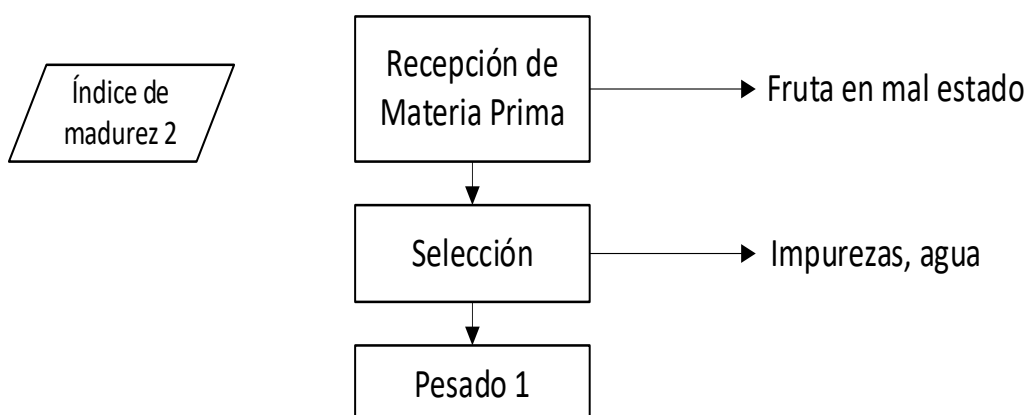 Índice de
madurez 2
Recepción de
Materia Prima
Fruta en mal estado
Selección
Impurezas, agua
Pesado 1